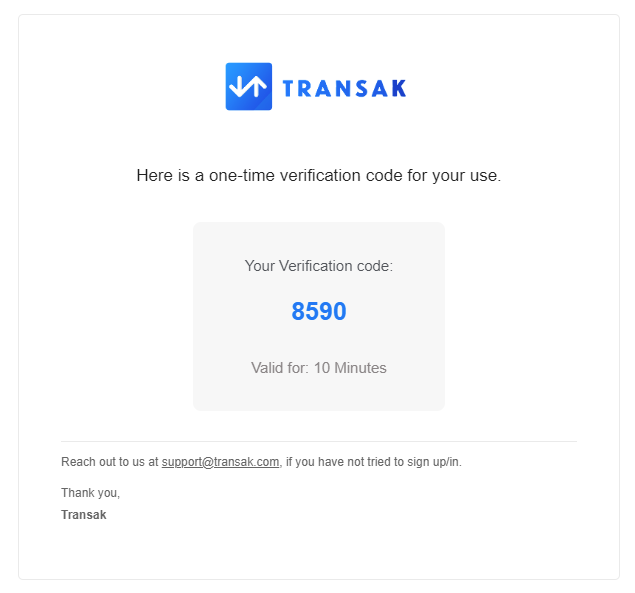 TRANSAK
Here is a one-time verification code for your use.
Your Verification code:
8590
Valid for: 10 Minutes
Reach out to us at support@transak.com, if you have not tried to sign up/in.
Thank you,
Transak